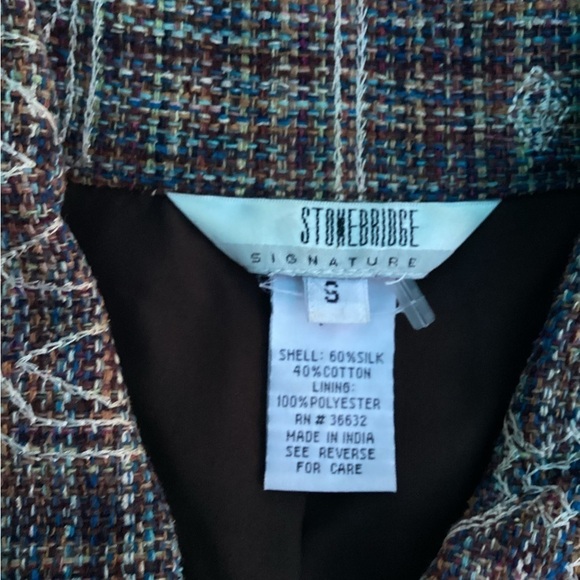 STONEBRIDGE
SIGNATURE
S
SHELL: 60%SILK
40%COTTON
LINING:
100%POLYESTER
RN # 36632
MADE IN INDIA
SEE REVERSE
FOR CARE